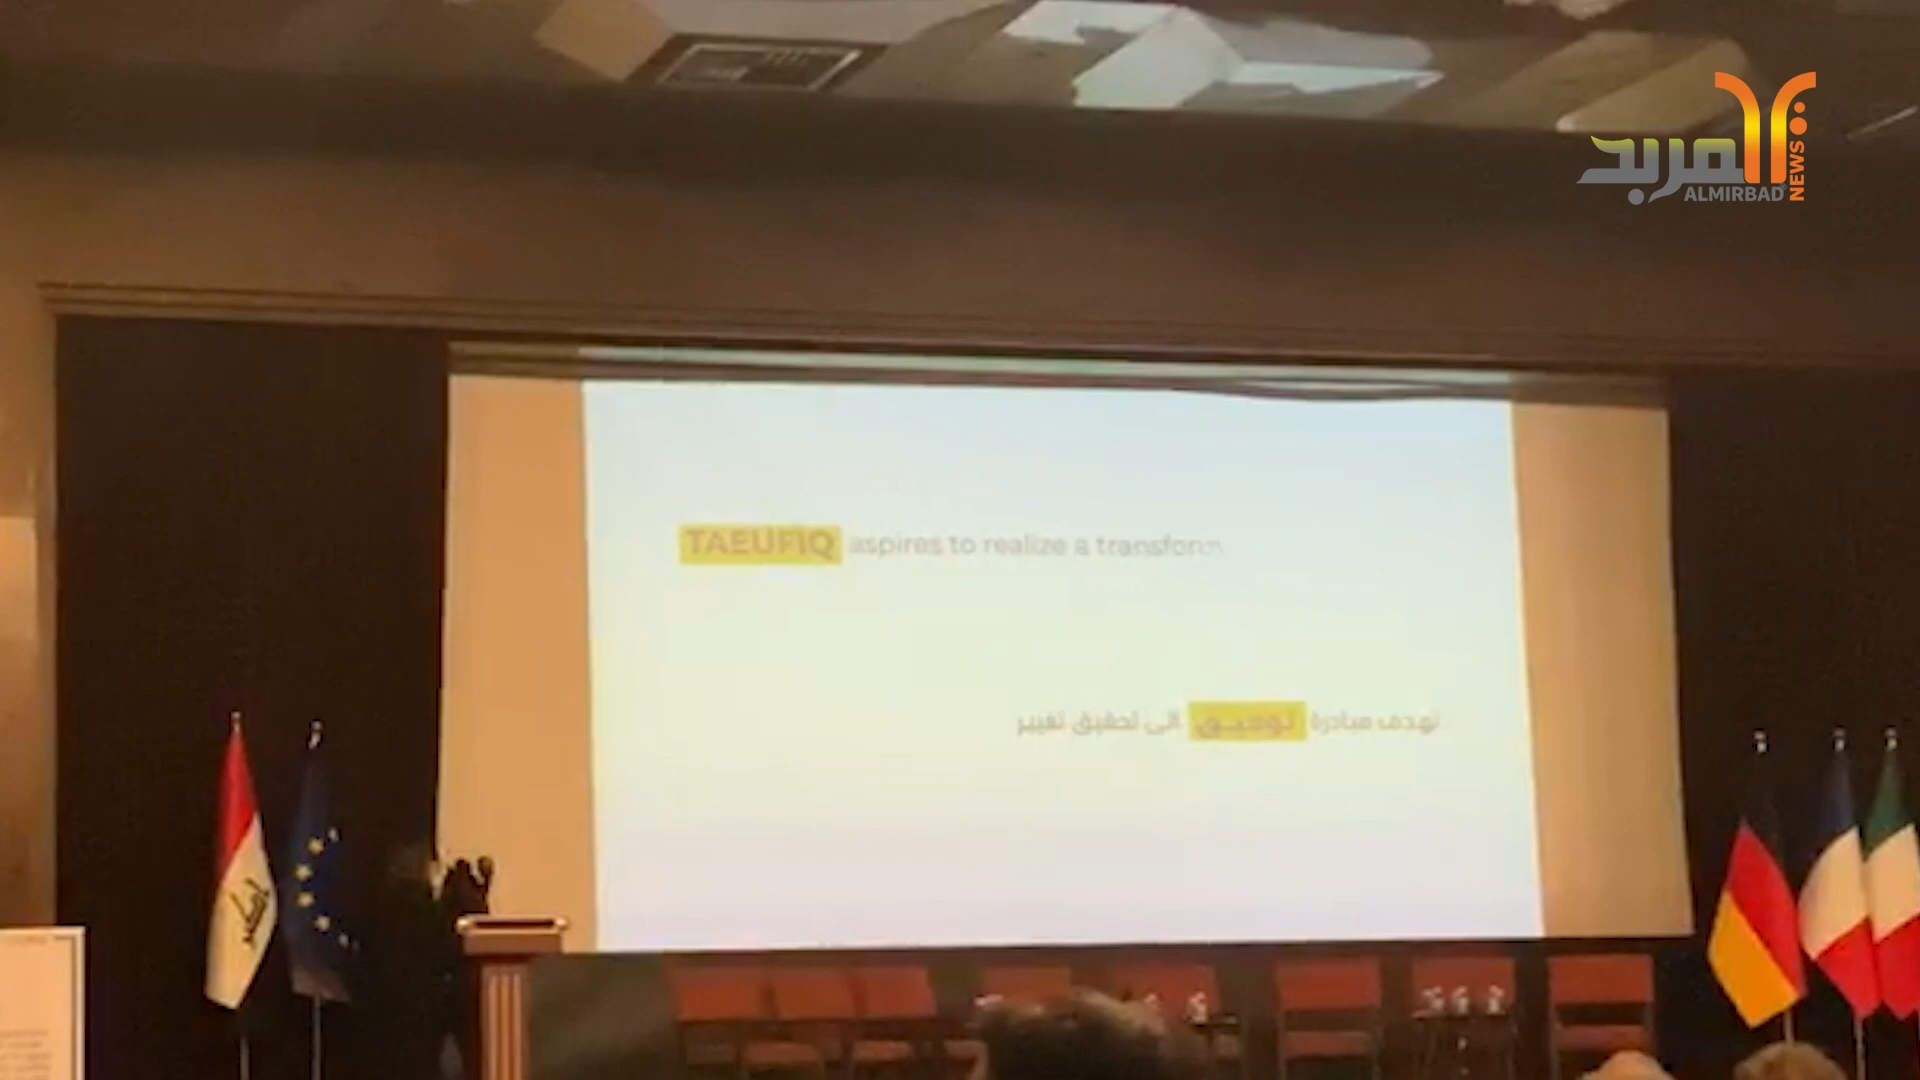 المربد
ALMIRBAD
NEWS
TAEUFIQ aspires to realize a transform
تهدف مبادرة توفيق الى تحقيق تغيير